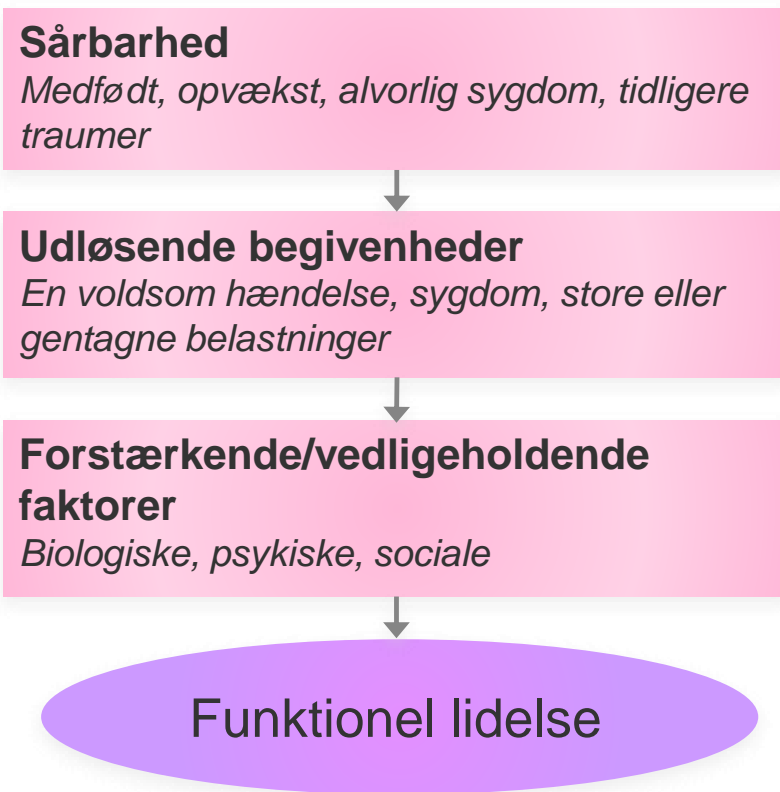 Sårbarhed
Medfødt, opvækst, alvorlig sygdom, tidligere
traumer
Udløsende begivenheder
En voldsom hændelse, sygdom, store eller
gentagne belastninger
Forstærkende/vedligeholdende
faktorer
Biologiske, psykiske, sociale
Funktionel lidelse